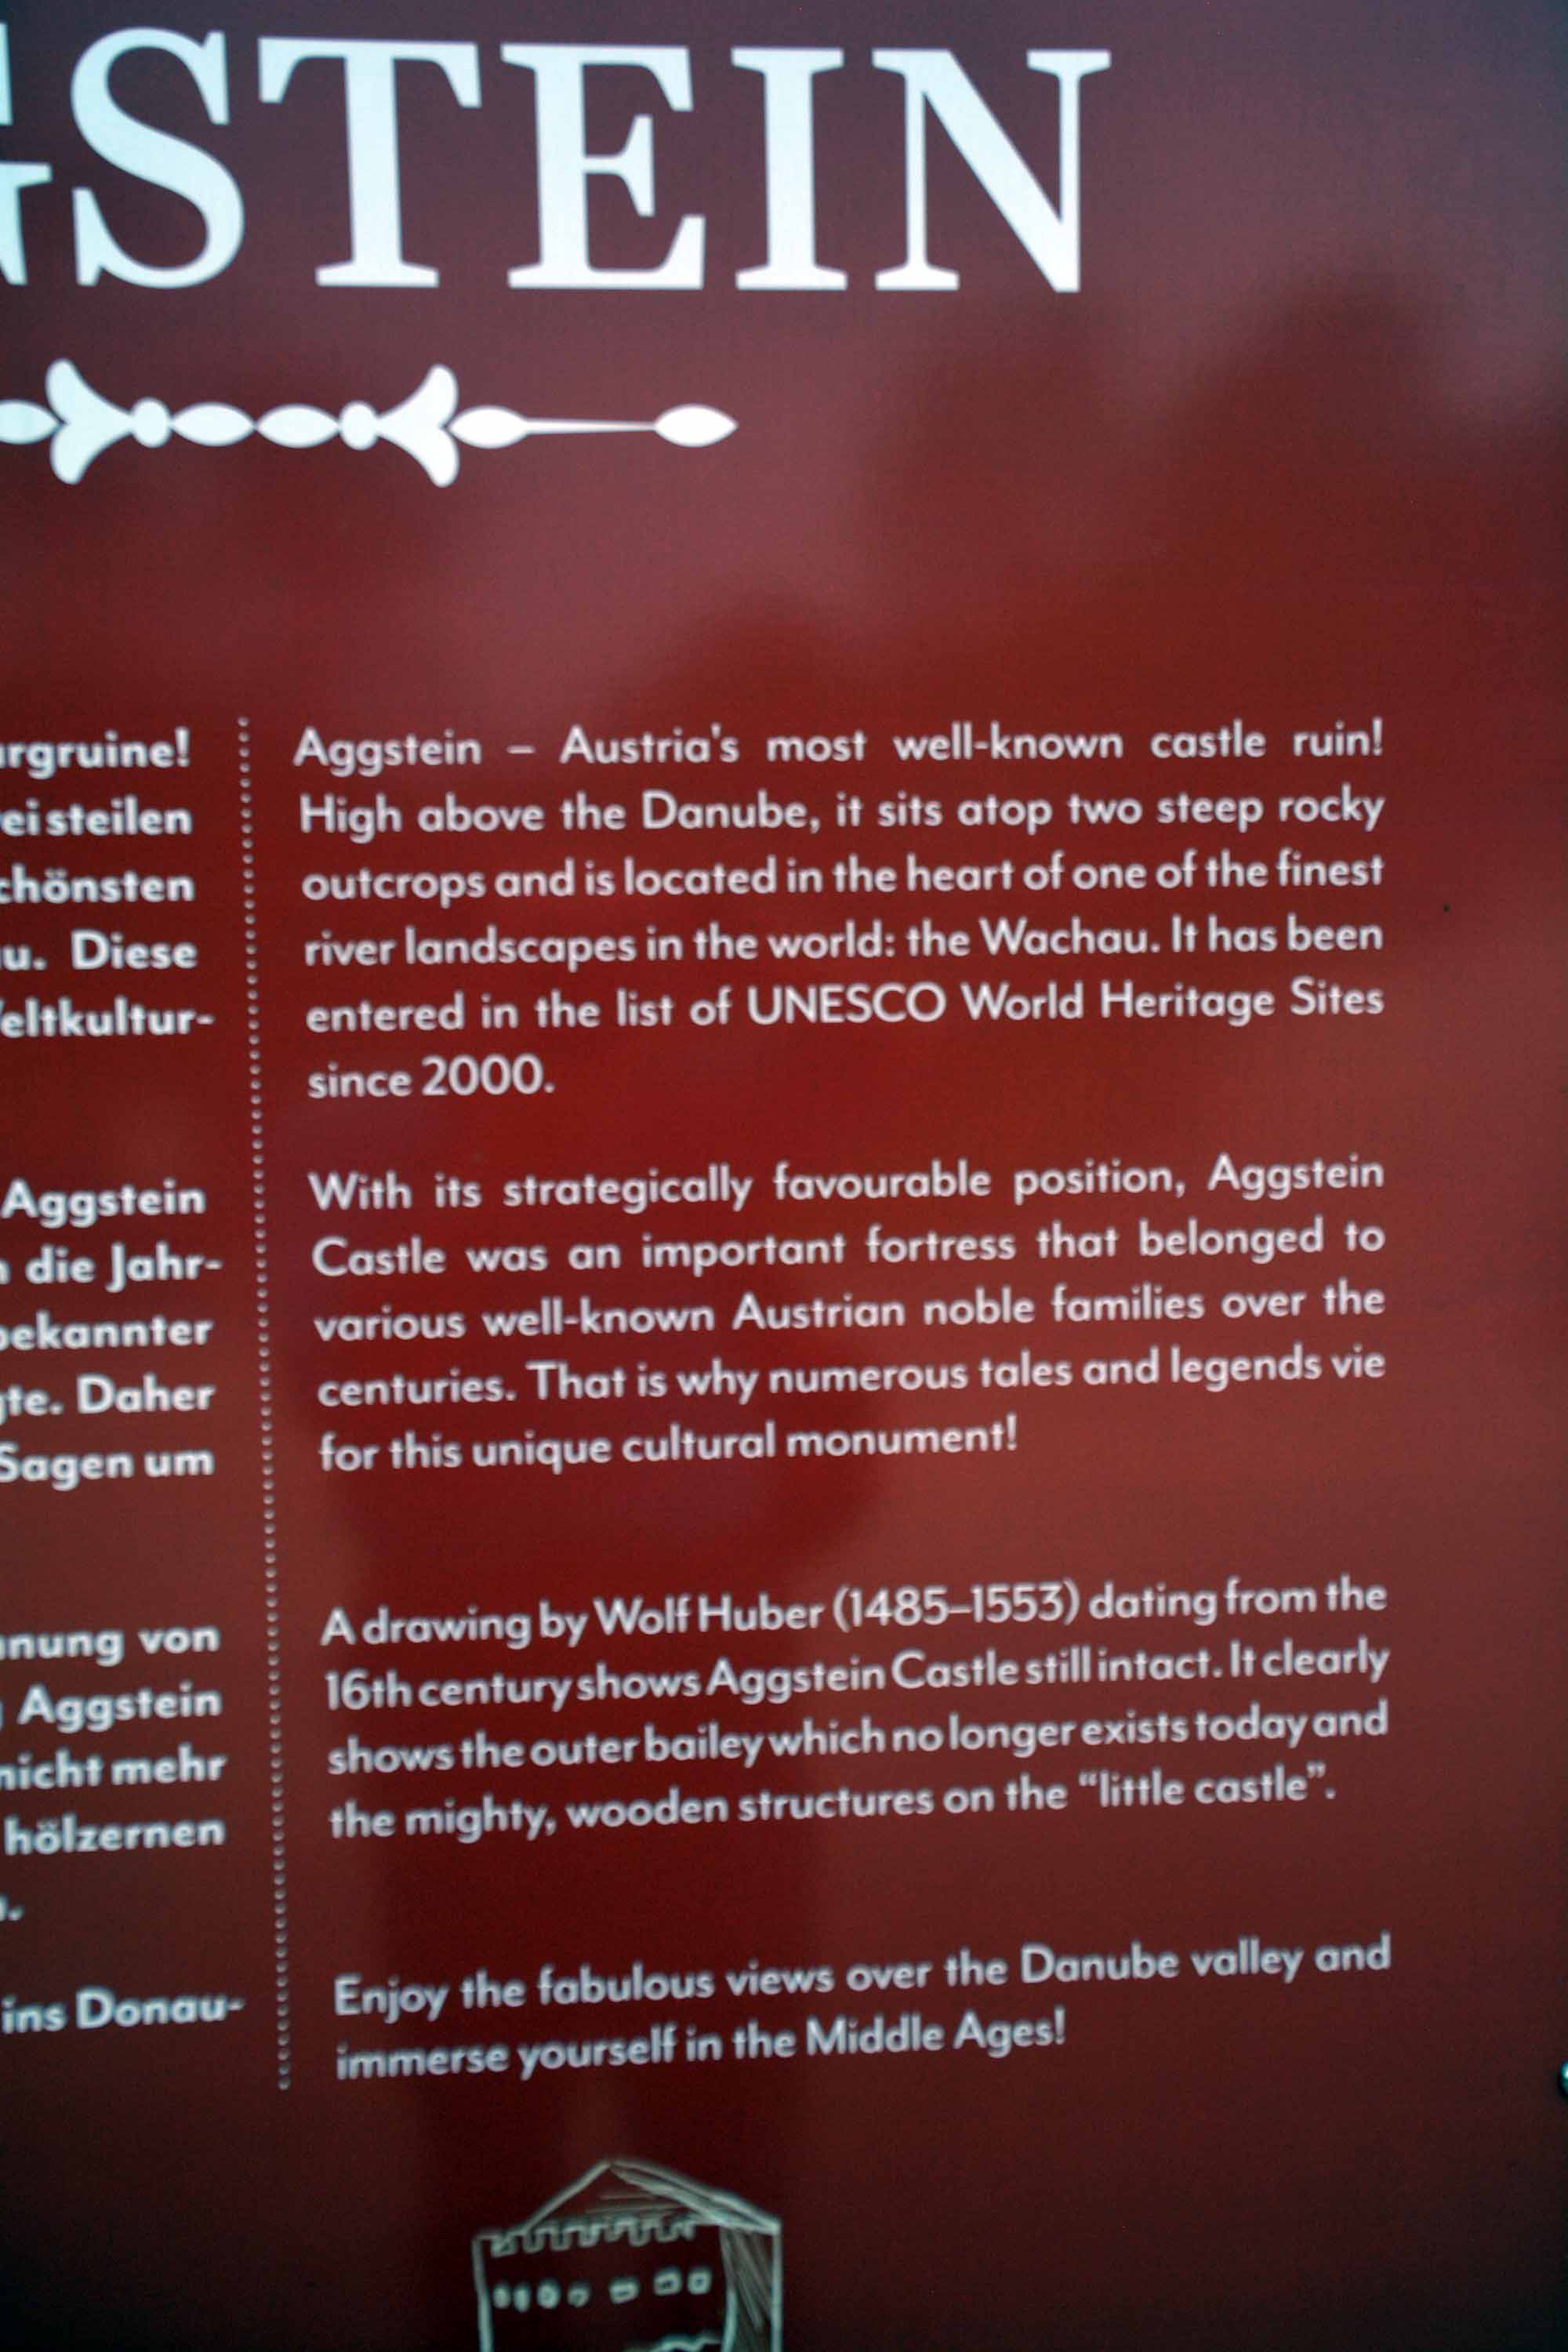 GSTEIN
urgruine!
ei steilen
chönsten
u. Diese
eltkultur-
Aggstein
die Jahr-
bekannter
gte. Daher
Sagen um
nung von
Aggstein
nicht mehr
hölzernen
ins Donau-
Aggstein – Austria's most well-known castle ruin!
High above the Danube, it sits atop two steep rocky
outcrops and is located in the heart of one of the finest
river landscapes in the world: the Wachau. It has been
entered in the list of UNESCO World Heritage Sites
since 2000.
With its strategically favourable position, Aggstein
Castle was an important fortress that belonged to
various well-known Austrian noble families over the
centuries. That is why numerous tales and legends vie
for this unique cultural monument!
A drawing by Wolf Huber (1485–1553) dating from the
16th century shows Aggstein Castle still intact. It clearly
shows the outer bailey which no longer exists today and
the mighty, wooden structures on the “little castle”.
Enjoy the fabulous views over the Danube valley and
immerse yourself in the Middle Ages!